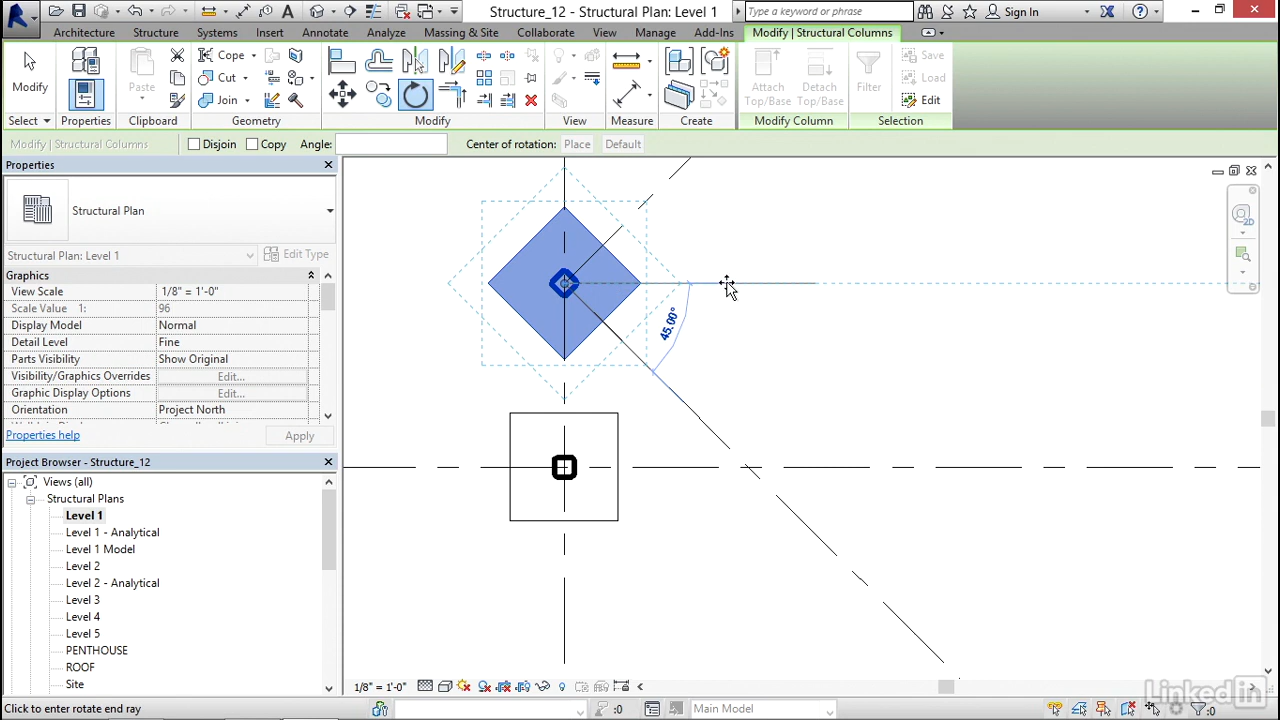 Structure_12 - Structural Plan: Level 1
Type a keyword or phrase
Sign In
Architecture Structure Systems Insert Annotate Analyze Massing & Site Collaborate View Manage Add-Ins Modify | Structural Columns
Modify
Select
Properties
Paste
Clipboard
Cope
Cut
Join
Geometry
Modify
View
Measure
Create
Attach Top/Base
Detach Top/Base
Modify Column
Filter
Save
Load
Edit
Selection
Modify | Structural Columns
Disjoin
Copy
Angle:
Center of rotation: Place Default
Properties
Structural Plan
Structural Plan: Level 1
Edit Type
Graphics
View Scale 1/8" = 1'-0"
Scale Value 1: 96
Display Model Normal
Detail Level Fine
Parts Visibility Show Original
Visibility/Graphics Overrides Edit...
Graphic Display Options Edit...
Orientation Project North
Properties help
Apply
Project Browser - Structure_12
Views (all)
Structural Plans
Level 1
Level 1 - Analytical
Level 1 Model
Level 2
Level 2 - Analytical
Level 3
Level 4
Level 5
PENTHOUSE
ROOF
Site
45.00°
2D
1/8" = 1'-0"
Click to enter rotate end ray
:0
Main Model
:0
Linked in